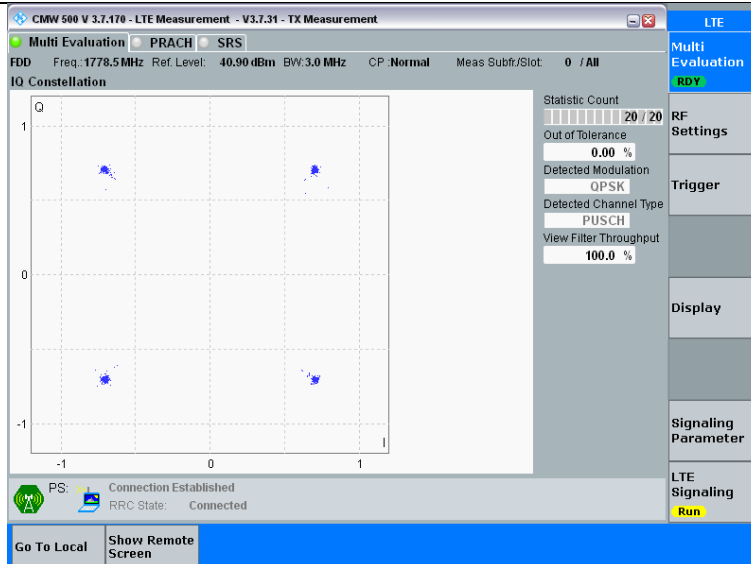 CMW 500 V 3.7.170 - LTE Measurement - V3.7.31 - TX Measurement
LTE
Multi Evaluation PRACH SRS
Multi
Evaluation
RDY
FDD Freq.:1778.5 MHz Ref. Level: 40.90 dBm BW:3.0 MHz CP :Normal Meas Subfr./Slot: 0 / All
IQ Constellation
Q
1
0
-1
I
-1 0 1
Statistic Count
20 / 20
Out of Tolerance
0.00 %
Detected Modulation
QPSK
Detected Channel Type
PUSCH
View Filter Throughput
100.0 %
RF
Settings
Trigger
Display
Signaling
Parameter
LTE
Signaling
Run
PS: Connection Established
RRC State: Connected
Go To Local
Show Remote
Screen